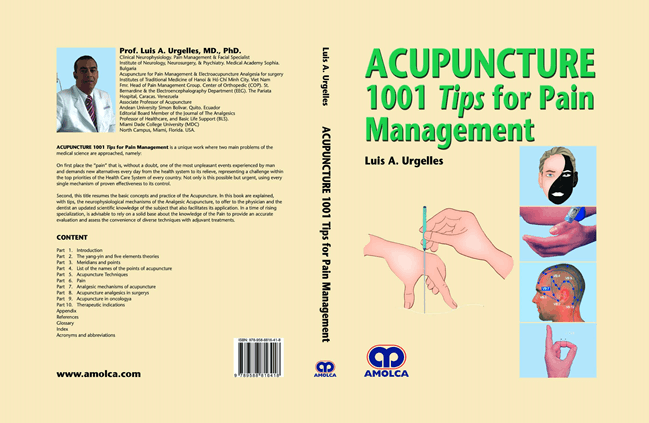 Prof. Luis A. Urgelles, MD., PhD.
Clinical Neurophysiology, Pain Management & Facial Specialist
Institute of Neurology, Neurosurgery, & Psychiatry. Medical Academy Sophia.
Bulgaria
Acupuncture for Pain Management & Electroacupuncture Analgesia for surgery
Institutes of Traditional Medicine of Hanoi & Hô Chí Minh City, Viet Nam
Fmr. Head of Pain Management Group. Center of Orthopedic (COP), St.
Bernardine & the Electroencephalography Department (EEG). The Pariata
Hospital, Caracas, Venezuela
Associate Professor of Acupuncture
Andean University Simon Bolivar. Quito. Ecuador
Editorial Board Member of the Journal of The Analgesics
Professor of Healthcare, and Basic Life Support (BLS).
Miami Dade College University (MDC)
North Campus, Miami, Florida. USA.
ACUPUNCTURE 1001 Tips for Pain Management is a unique work where two main problems of the
medical science are approached, namely:
On first place the "pain" that is, without a doubt, one of the most unpleasant events experienced by man
and demands new alternatives every day from the health system to its relieve, representing a challenge within
the top priorities of the Health Care System of every country. Not only is this possible but urgent, using every
single mechanism of proven effectiveness to its control.
Second, this title resumes the basic concepts and practice of the Acupuncture. In this book are explained,
with tips, the neurophysiological mechanisms of the Analgesic Acupuncture, to offer to the physician and the
dentist an updated scientific knowledge of the subject that also facilitates its application. In a time of rising
specialization, is advisable to rely on a solid base about the knowledge of the Pain to provide an accurate
evaluation and assess the convenience of diverse techniques with adjuvant treatments.
CONTENT
Part 1. Introduction
Part 2. The yang-yin and five elements theories
Part 3. Meridians and points
Part 4. List of the names of the points of acupuncture
Part 5. Acupuncture Techniques
Part 6. Pain
Part 7. Analgesic mechanisms of acupuncture
Part 8. Acupuncture analgesics in surgerys
Part 9. Acupuncture in oncologya
Part 10. Therapeutic indications
Appendix
References
Glossary
Index
Acronyms and abbreviations
www.amolca.com
ISBN: 978-958-8816-41-8
9 789588 816418
Luis A. Urgelles
ACUPUNCTURE 1001 Tips for Pain Management
AMOLCA
ACUPUNCTURE
1001 Tips for Pain
Management
Luis A. Urgelles
AMOLCA